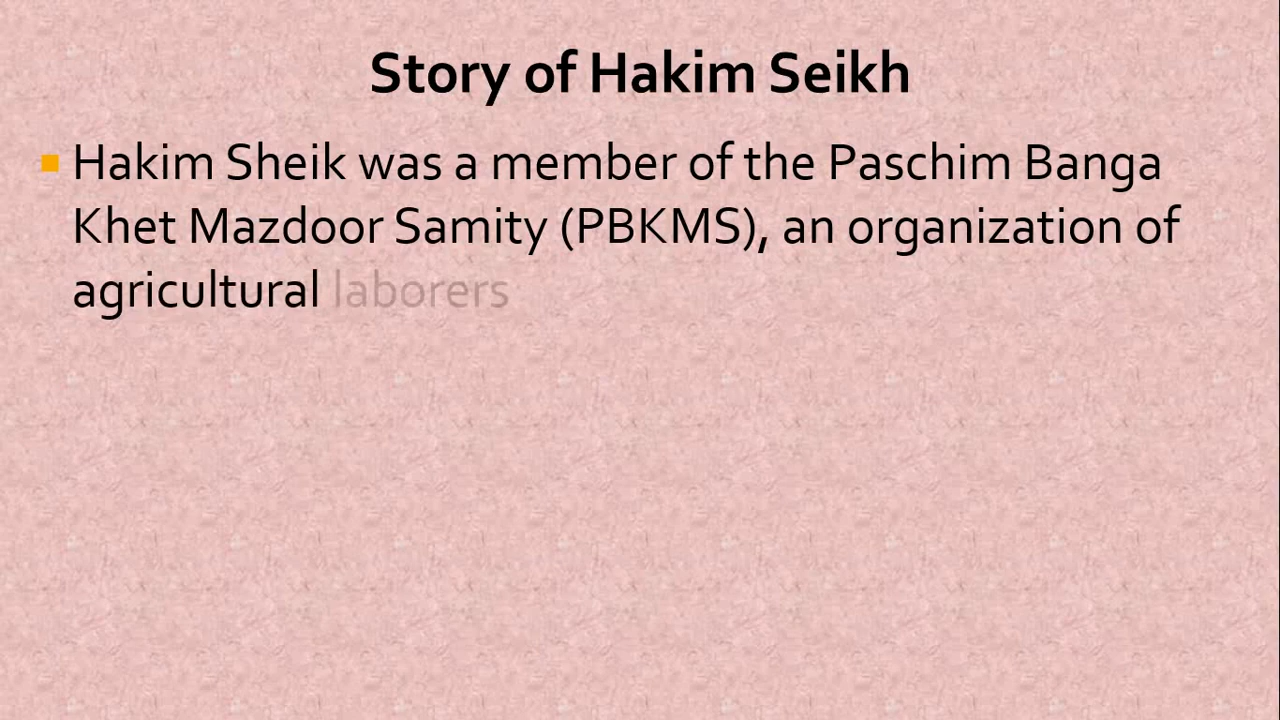 Story of Hakim Seikh
Hakim Sheik was a member of the Paschim Banga
Khet Mazdoor Samity (PBKMS), an organization of
agricultural laborers